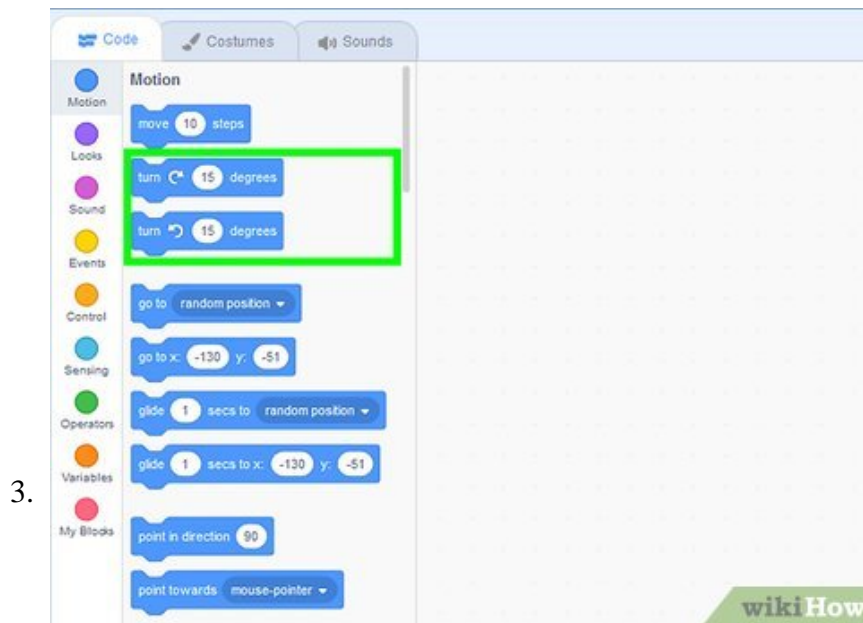 Code Costumes Sounds
Motion
Motion
move 10 steps
Looks
turn 15 degrees
Sound
turn 15 degrees
Events
go to random position
Control
go to x: -130 y: -51
Sensing
glide 1 secs to random position
Operators
glide 1 secs to x: -130 y: -51
Variables
3.
My Blocks
point in direction 90
point towards mouse-pointer
wikiHow